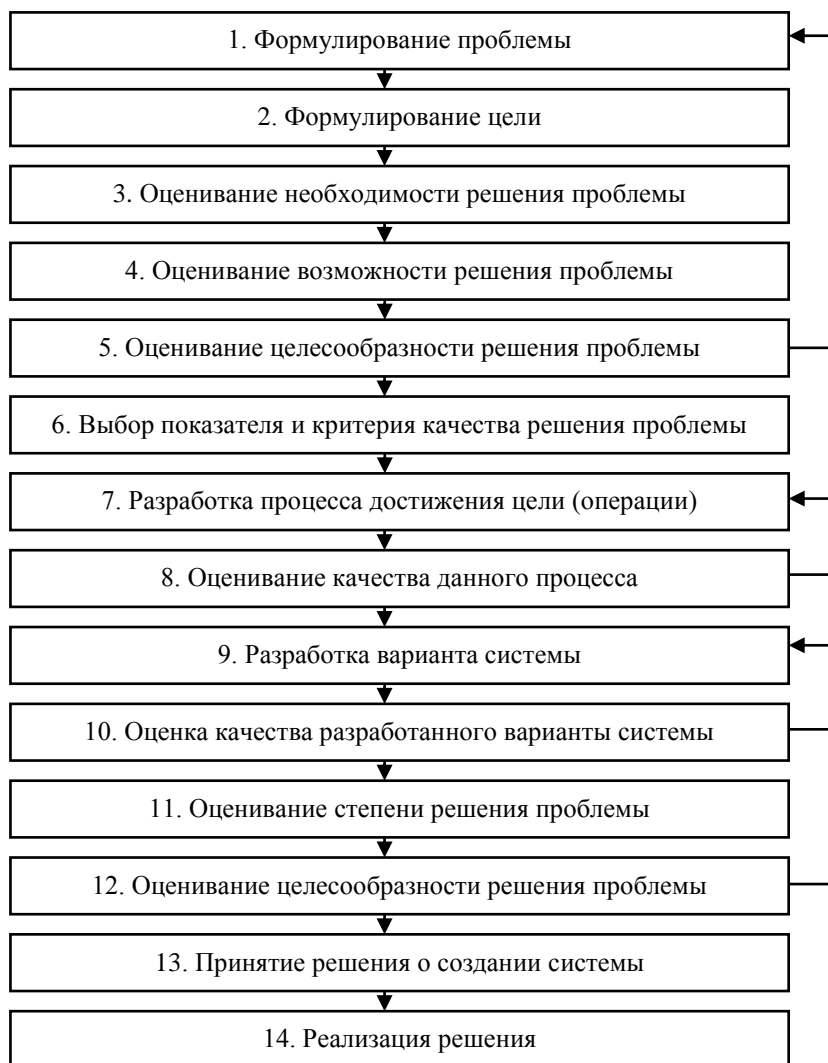 1. Формулирование проблемы
2. Формулирование цели
3. Оценивание необходимости решения проблемы
4. Оценивание возможности решения проблемы
5. Оценивание целесообразности решения проблемы
6. Выбор показателя и критерия качества решения проблемы
7. Разработка процесса достижения цели (операции)
8. Оценивание качества данного процесса
9. Разработка варианта системы
10. Оценка качества разработанного варианты системы
11. Оценивание степени решения проблемы
12. Оценивание целесообразности решения проблемы
13. Принятие решения о создании системы
14. Реализация решения